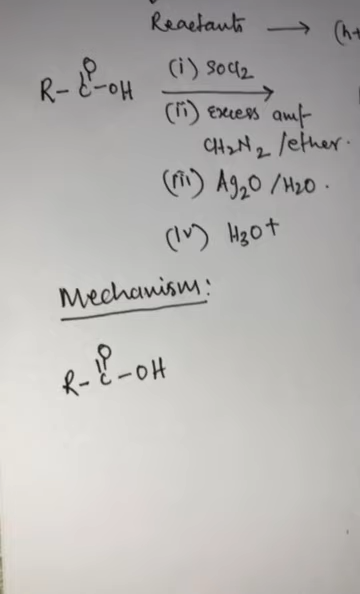 Reactants → (h+
R-C(=O)-OH (i) SOCl2
(ii) excess amt
CH2N2 /ether.
(iii) Ag2O /H2O.
(iv) H3O+
Mechanism:
R-C(=O)-OH